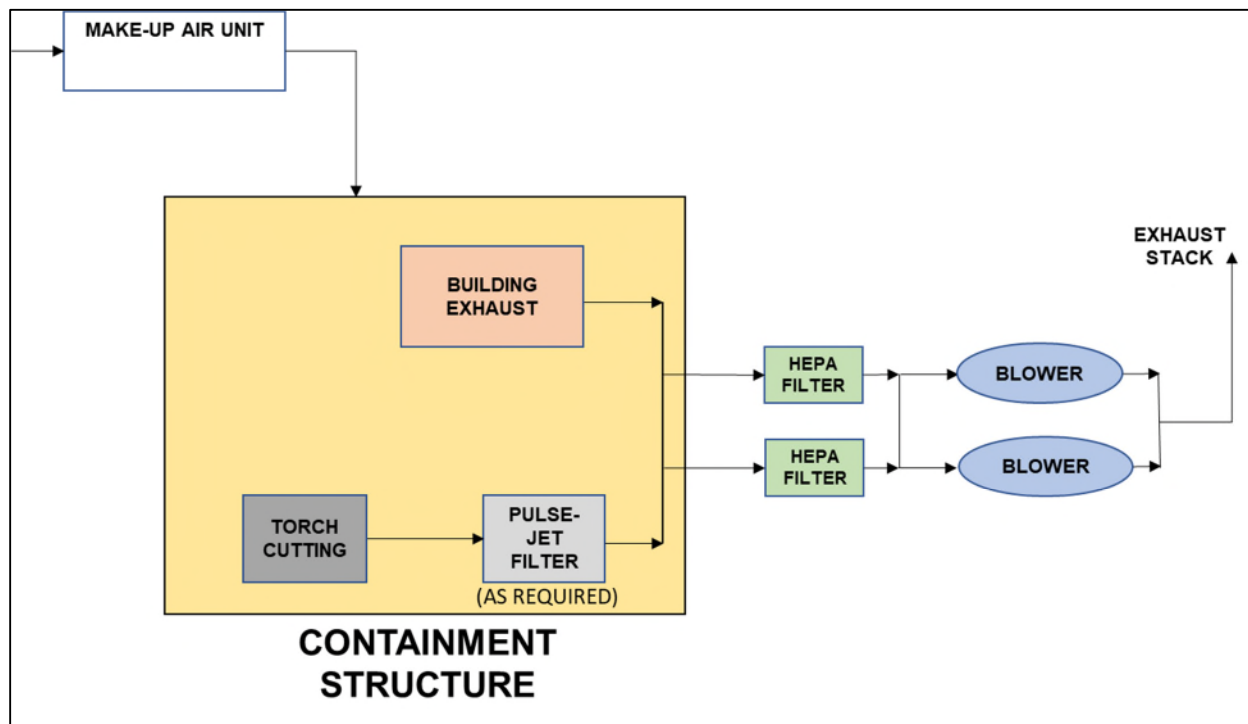 MAKE-UP AIR UNIT
BUILDING
EXHAUST
EXHAUST
STACK
HEPA
FILTER
BLOWER
HEPA
FILTER
BLOWER
TORCH
CUTTING
PULSE-
JET
FILTER
(AS REQUIRED)
CONTAINMENT
STRUCTURE